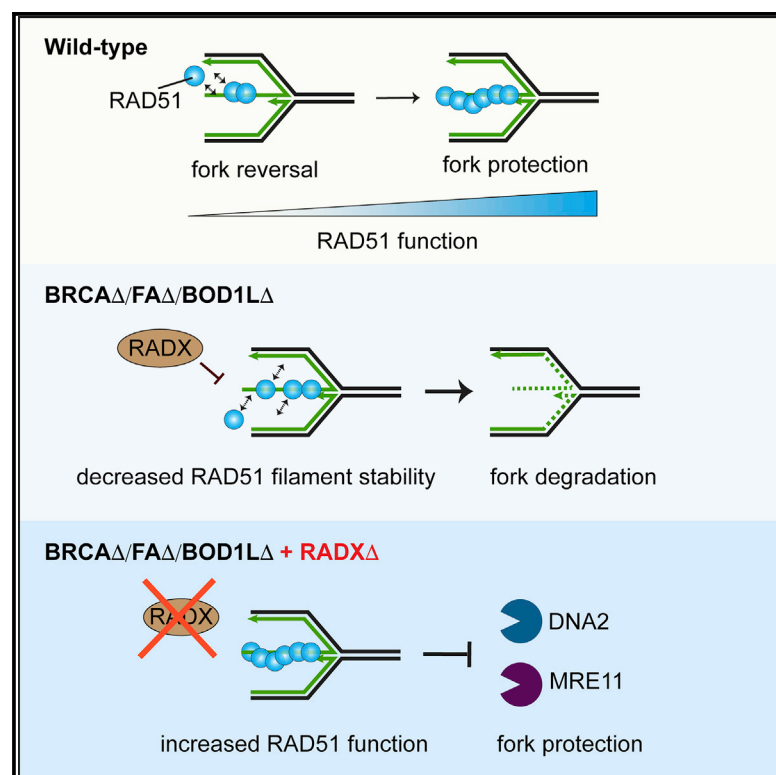 Wild-type
RAD51
fork reversal
fork protection
RAD51 function
BRCAΔ/FAΔ/BOD1LΔ
RADX
decreased RAD51 filament stability
fork degradation
BRCAΔ/FAΔ/BOD1LΔ + RADXΔ
RADX
DNA2
MRE11
increased RAD51 function
fork protection